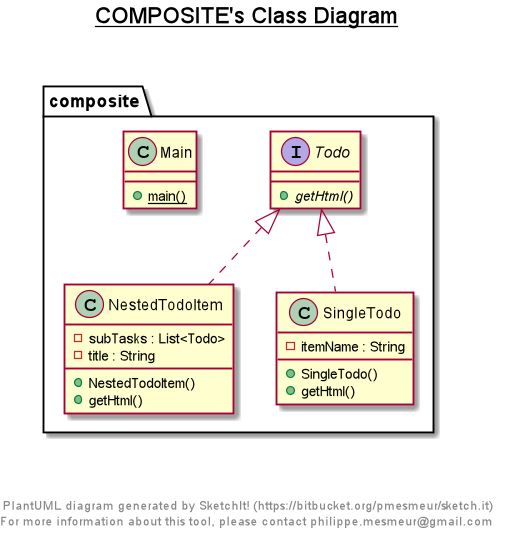 COMPOSITE's Class Diagram
composite
C Main
main()
I Todo
getHtml()
C NestedTodoItem
subTasks : List<Todo>
title : String
NestedTodoItem()
getHtml()
C SingleTodo
itemName : String
SingleTodo()
getHtml()
PlantUML diagram generated by SketchIt! (https://bitbucket.org/pmesmeur/sketch.it)
For more information about this tool, please contact philippe.mesmeur@gmail.com